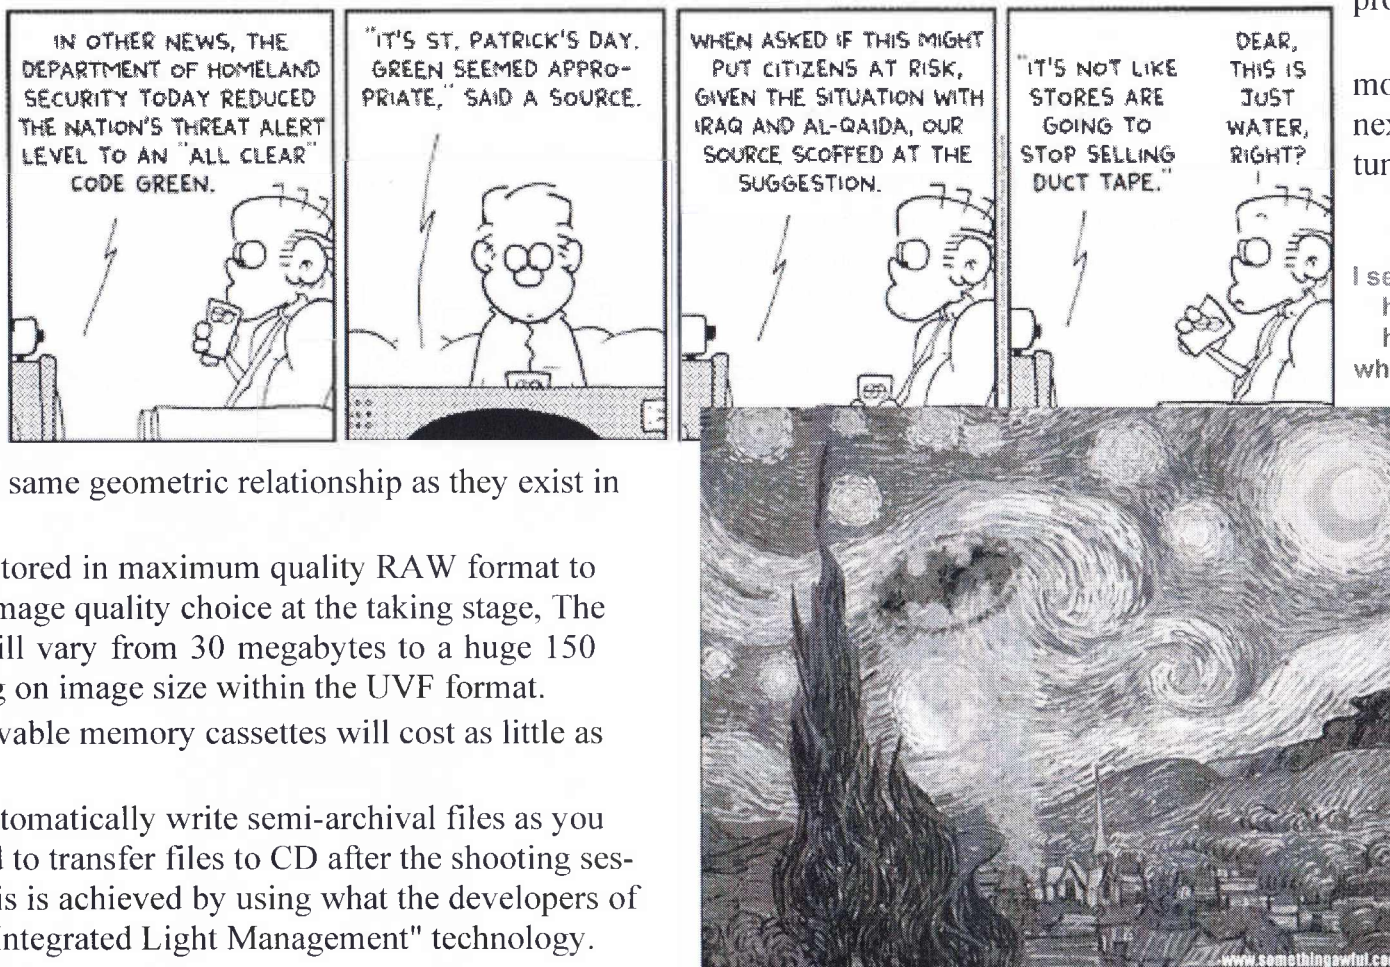 IN OTHER NEWS, THE
DEPARTMENT OF HOMELAND
SECURITY TODAY REDUCED
THE NATION'S THREAT ALERT
LEVEL TO AN "ALL CLEAR"
CODE GREEN.
"IT'S ST. PATRICK'S DAY.
GREEN SEEMED APPRO-
PRIATE," SAID A SOURCE.
WHEN ASKED IF THIS MIGHT
PUT CITIZENS AT RISK,
GIVEN THE SITUATION WITH
IRAQ AND AL-QAIDA, OUR
SOURCE SCOFFED AT THE
SUGGESTION.
"IT'S NOT LIKE
STORES ARE
GOING TO
STOP SELLING
DUCT TAPE."
DEAR,
THIS IS
JUST
WATER,
RIGHT?
same geometric relationship as they exist in
tored in maximum quality RAW format to
mage quality choice at the taking stage, The
ill vary from 30 megabytes to a huge 150
g on image size within the UVF format.
vable memory cassettes will cost as little as
tomatically write semi-archival files as you
d to transfer files to CD after the shooting ses-
is is achieved by using what the developers of
Integrated Light Management" technology.
pro
mo
nex
tur
I se
h
h
wh
www.somethingawful.co